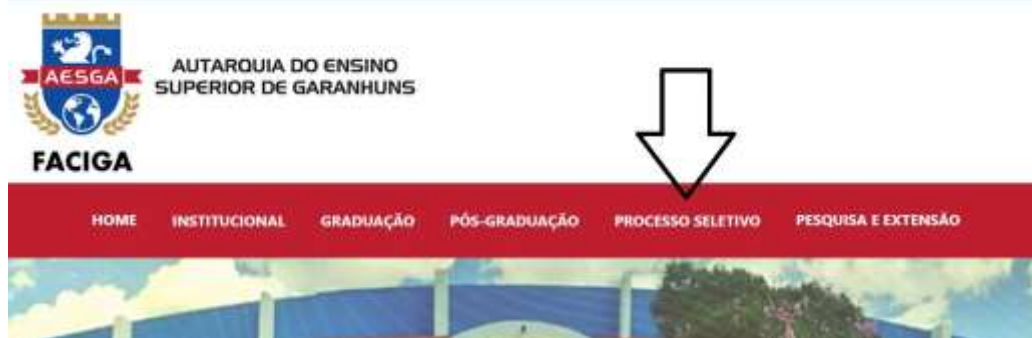 AESGA
FACIGA
AUTARQUIA DO ENSINO
SUPERIOR DE GARANHUNS
HOME INSTITUCIONAL GRADUAÇÃO PÓS-GRADUAÇÃO PROCESSO SELETIVO PESQUISA E EXTENSÃO